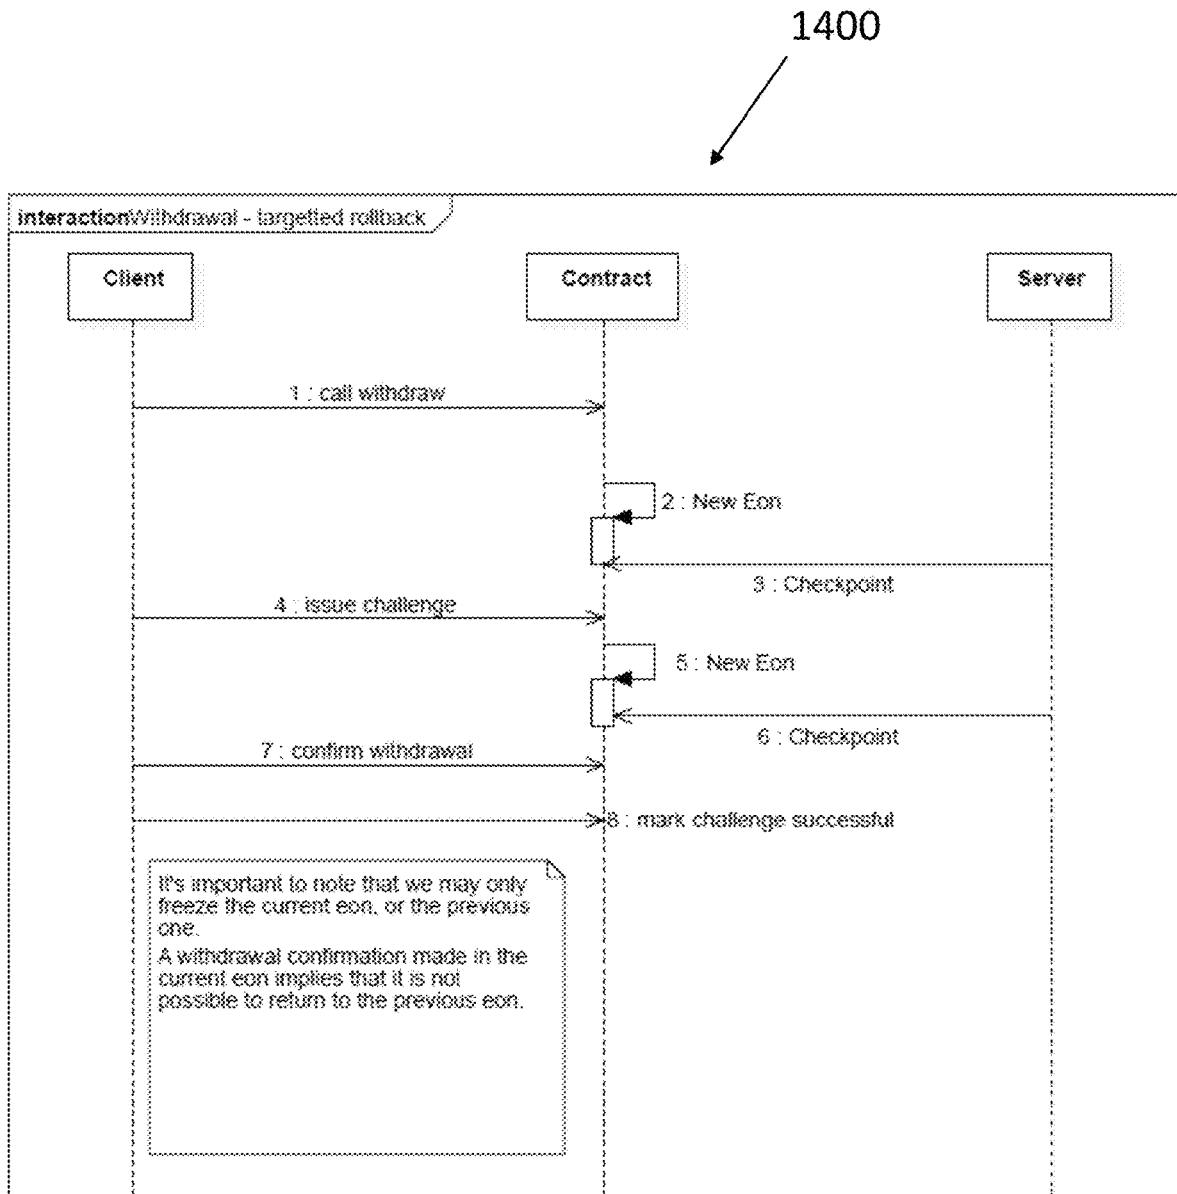 1400
interactionWithdrawal - targetted rollback
Client
Contract
Server
1 : call withdraw
2 : New Eon
3 : Checkpoint
4 : issue challenge
5 : New Eon
6 : Checkpoint
7 : confirm withdrawal
8 : mark challenge successful
It's important to note that we may only
freeze the current eon, or the previous
one.
A withdrawal confirmation made in the
current eon implies that it is not
possible to return to the previous eon.